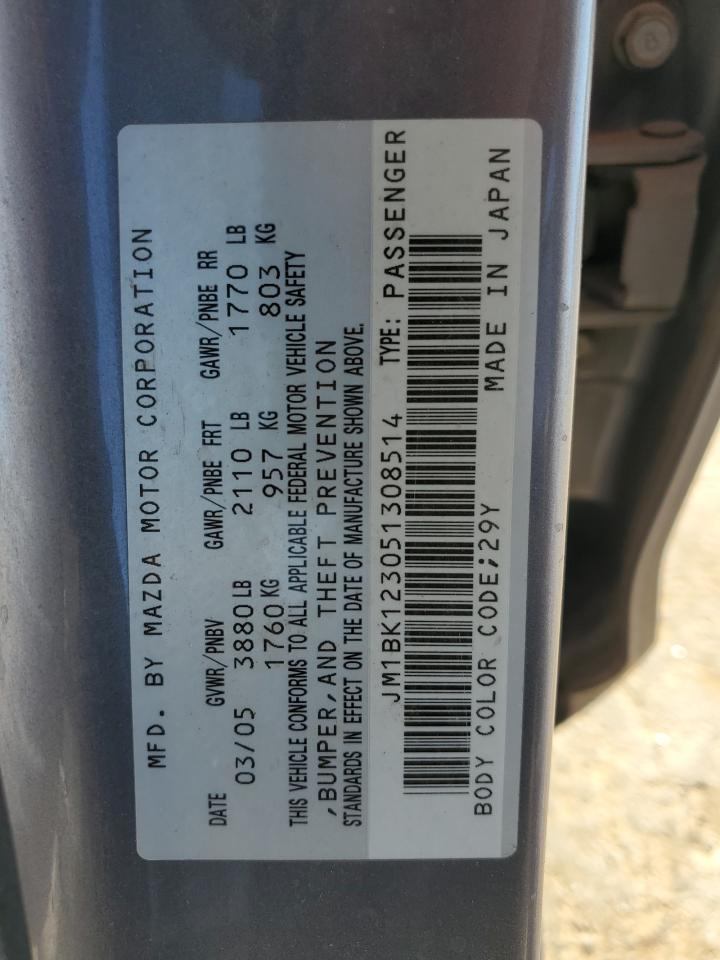 MFD. BY MAZDA MOTOR CORPORATION
DATE GVWR/PNBV GAWR/PNBE FRT GAWR/PNBE RR
03/05 3880 LB 2110 LB 1770 LB
1760 KG 957 KG 803 KG
THIS VEHICLE CONFORMS TO ALL APPLICABLE FEDERAL MOTOR VEHICLE SAFETY
,BUMPER,AND THEFT PREVENTION
STANDARDS IN EFFECT ON THE DATE OF MANUFACTURE SHOWN ABOVE.
JM1BK123051308514 TYPE: PASSENGER
BODY COLOR CODE;29Y MADE IN JAPAN